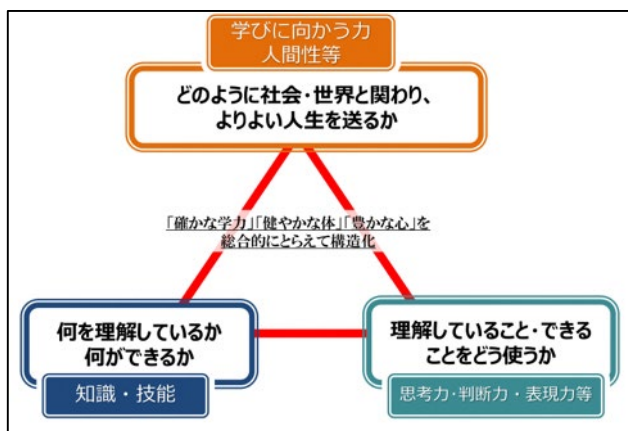 学びに向かう力
人間性等
どのように社会・世界と関わり、
よりよい人生を送るか
「確かな学力」「健やかな体」「豊かな心」を
総合的にとらえて構造化
何を理解しているか
何ができるか
知識・技能
理解していること・できる
ことをどう使うか
思考力・判断力・表現力等